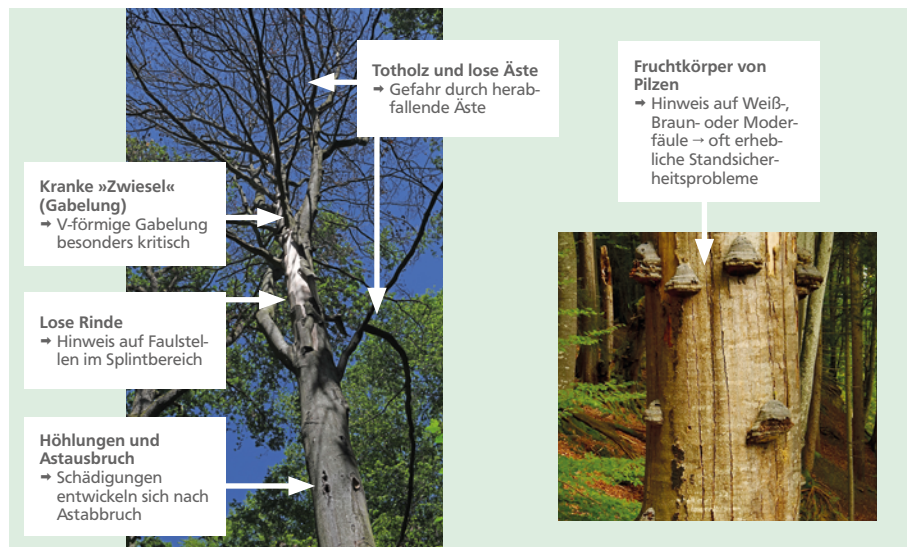 Totholz und lose Äste
➡ Gefahr durch herab-
fallende Äste
Fruchtkörper von
Pilzen
➡ Hinweis auf Weiß-,
Braun- oder Moder-
fäule → oft erheb-
liche Standsicher-
heitsprobleme
Kranke »Zwiesel«
(Gabelung)
➡ V-förmige Gabelung
besonders kritisch
Lose Rinde
➡ Hinweis auf Faulstel-
len im Splintbereich
Höhlungen und
Astausbruch
➡ Schädigungen
entwickeln sich nach
Astabbruch